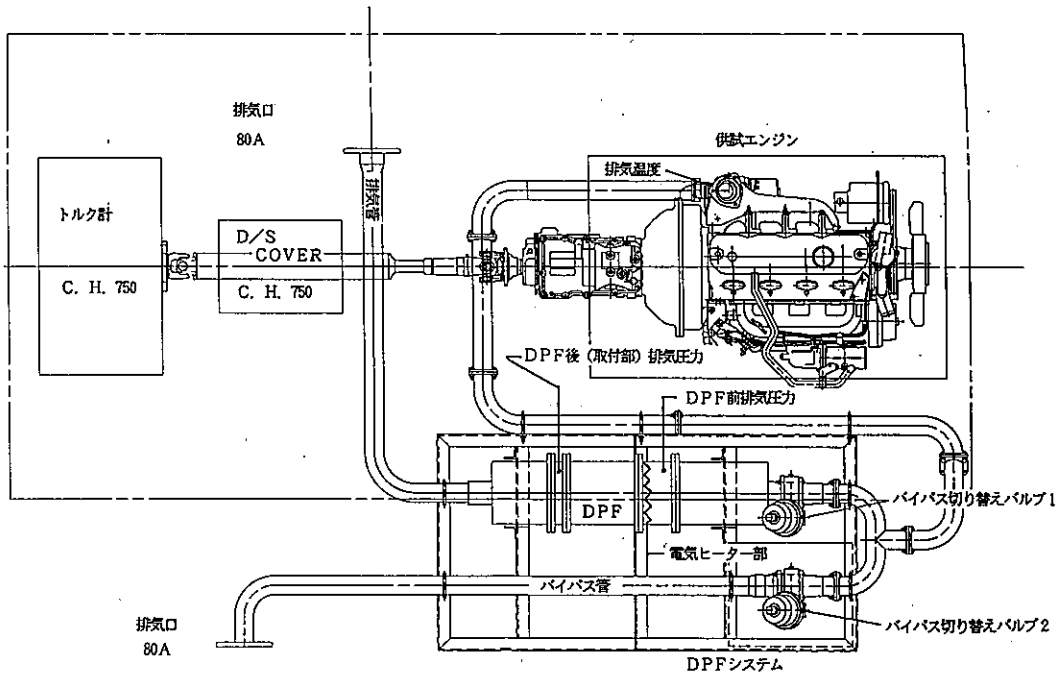 排気口
80A
供試エンジン
排気温度
排気管
トルク計
D/S
COVER
C. H. 750
C. H. 750
DPF後（取付部）排気圧力
DPF前排気圧力
DPF
バイパス切り替えバルブ1
電気ヒーター部
バイパス管
排気口
80A
バイパス切り替えバルブ2
DPFシステム